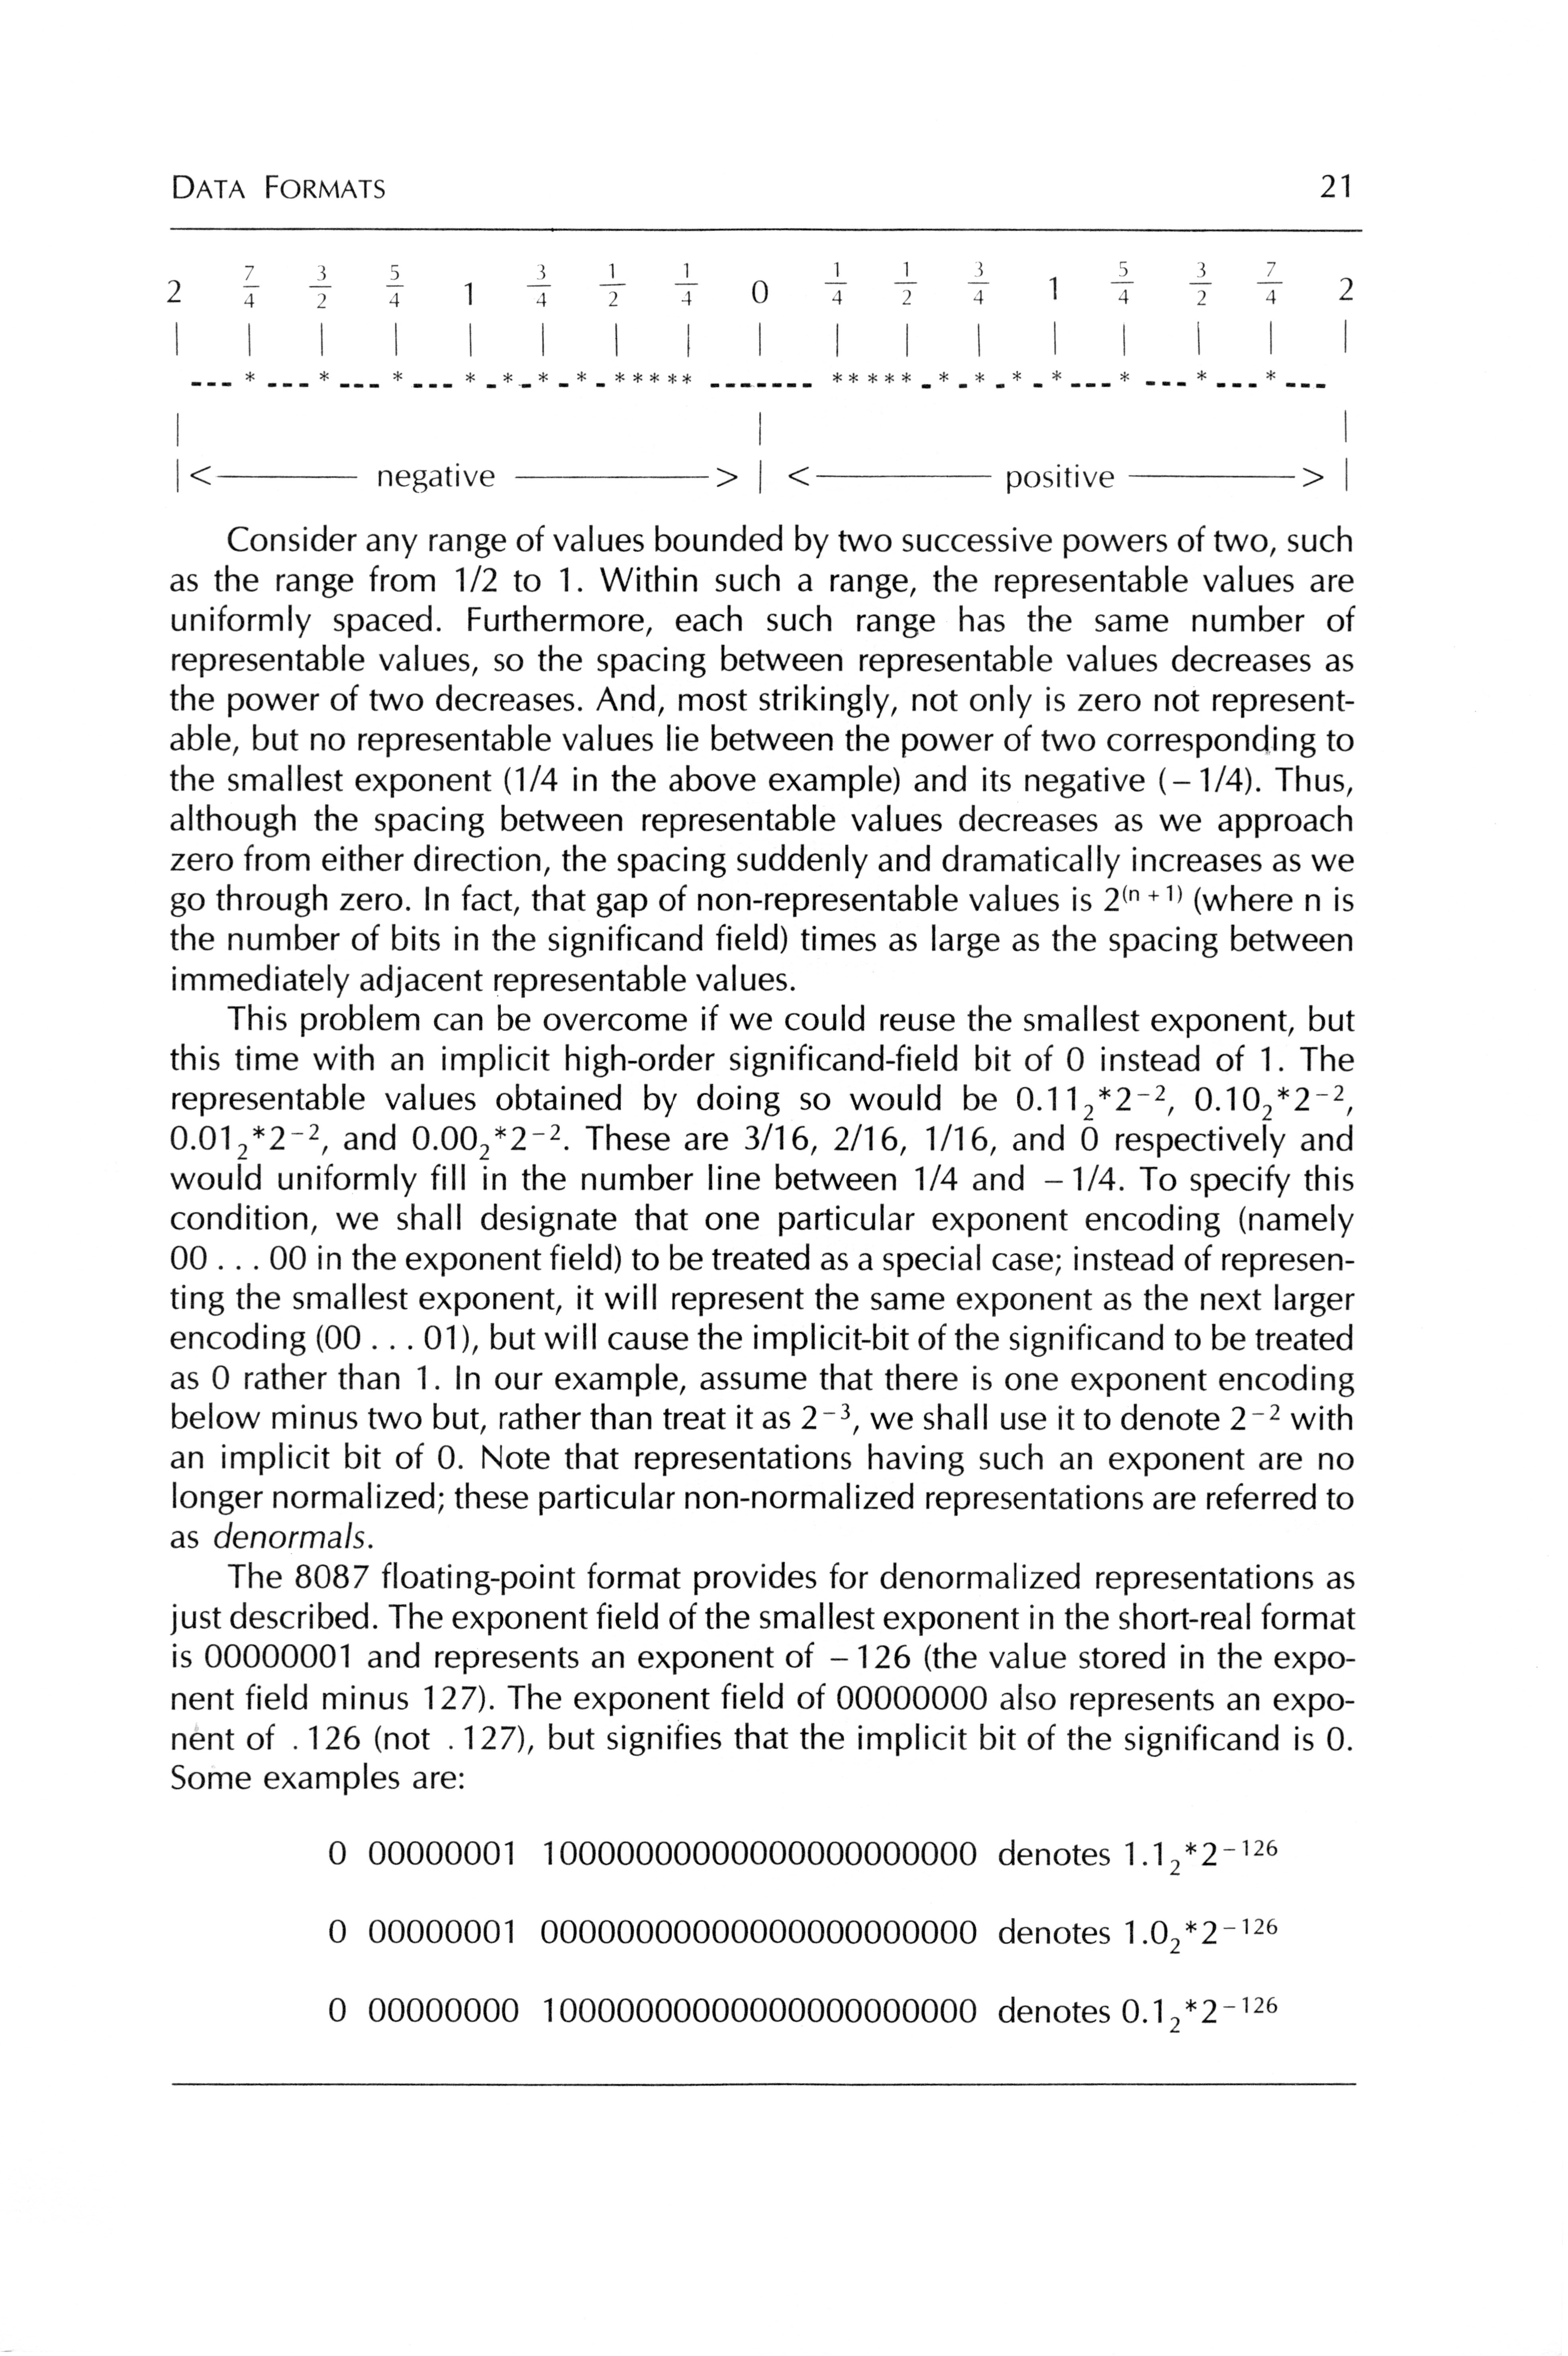 DATA FORMATS 21
2 7/4 3/2 5/4 1 3/4 1/2 1/4 0 1/4 1/2 3/4 1 5/4 3/2 7/4 2
| | | | | | | | | | | | | | | | |
--- * --- * --- * --- * - * - * - * - * * * * * -------- * * * * * - * - * - * - * --- * --- * --- * ---
| | |
| <——— negative ———> | <——— positive ———> |
Consider any range of values bounded by two successive powers of two, such
as the range from 1/2 to 1. Within such a range, the representable values are
uniformly spaced. Furthermore, each such range has the same number of
representable values, so the spacing between representable values decreases as
the power of two decreases. And, most strikingly, not only is zero not represent-
able, but no representable values lie between the power of two corresponding to
the smallest exponent (1/4 in the above example) and its negative (–1/4). Thus,
although the spacing between representable values decreases as we approach
zero from either direction, the spacing suddenly and dramatically increases as we
go through zero. In fact, that gap of non-representable values is 2⁽ⁿ⁺¹⁾ (where n is
the number of bits in the significand field) times as large as the spacing between
immediately adjacent representable values.
This problem can be overcome if we could reuse the smallest exponent, but
this time with an implicit high-order significand-field bit of 0 instead of 1. The
representable values obtained by doing so would be 0.11₂*2⁻², 0.10₂*2⁻²,
0.01₂*2⁻², and 0.00₂*2⁻². These are 3/16, 2/16, 1/16, and 0 respectively and
would uniformly fill in the number line between 1/4 and –1/4. To specify this
condition, we shall designate that one particular exponent encoding (namely
00 . . . 00 in the exponent field) to be treated as a special case; instead of represen-
ting the smallest exponent, it will represent the same exponent as the next larger
encoding (00 . . . 01), but will cause the implicit-bit of the significand to be treated
as 0 rather than 1. In our example, assume that there is one exponent encoding
below minus two but, rather than treat it as 2⁻³, we shall use it to denote 2⁻² with
an implicit bit of 0. Note that representations having such an exponent are no
longer normalized; these particular non-normalized representations are referred to
as denormals.
The 8087 floating-point format provides for denormalized representations as
just described. The exponent field of the smallest exponent in the short-real format
is 00000001 and represents an exponent of –126 (the value stored in the expo-
nent field minus 127). The exponent field of 00000000 also represents an expo-
nent of .126 (not .127), but signifies that the implicit bit of the significand is 0.
Some examples are:
0 00000001 10000000000000000000000 denotes 1.1₂*2⁻¹²⁶
0 00000001 00000000000000000000000 denotes 1.0₂*2⁻¹²⁶
0 00000000 10000000000000000000000 denotes 0.1₂*2⁻¹²⁶